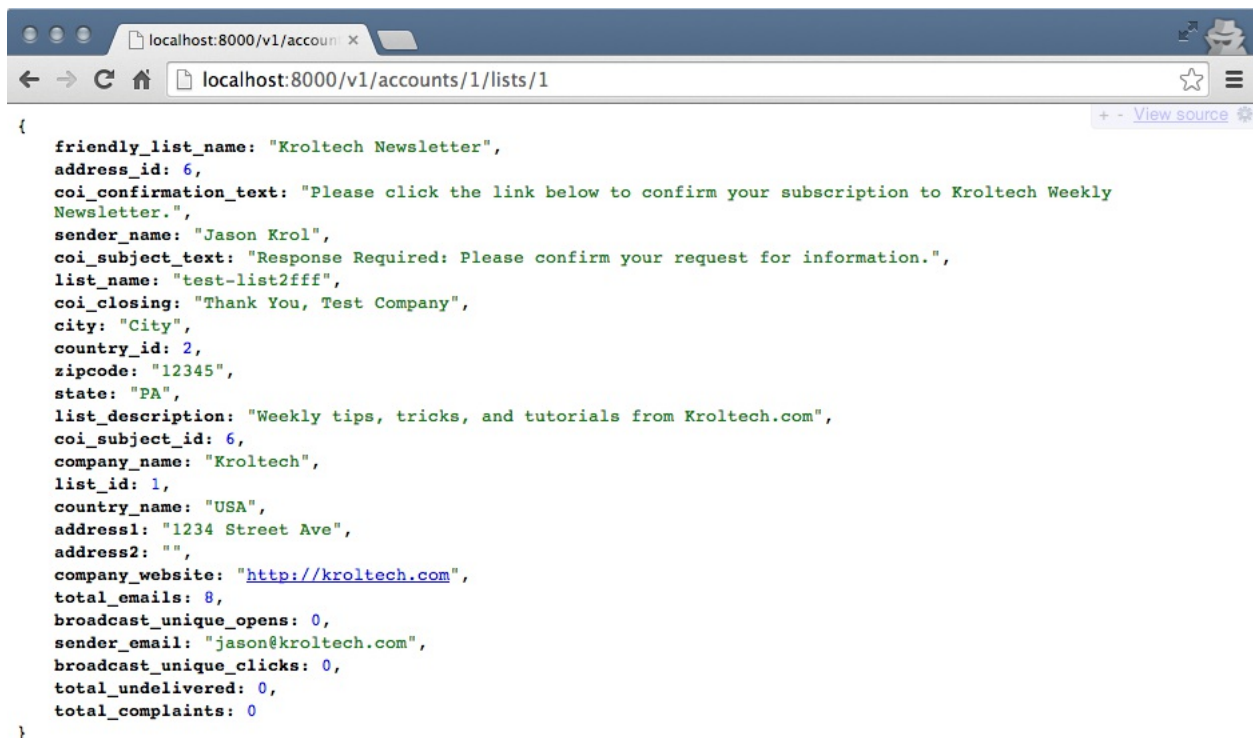 localhost:8000/v1/accoun
localhost:8000/v1/accounts/1/lists/1
+ - View source
{
friendly_list_name: "Kroltech Newsletter",
address_id: 6,
coi_confirmation_text: "Please click the link below to confirm your subscription to Kroltech Weekly
Newsletter.",
sender_name: "Jason Krol",
coi_subject_text: "Response Required: Please confirm your request for information.",
list_name: "test-list2fff",
coi_closing: "Thank You, Test Company",
city: "City",
country_id: 2,
zipcode: "12345",
state: "PA",
list_description: "Weekly tips, tricks, and tutorials from Kroltech.com",
coi_subject_id: 6,
company_name: "Kroltech",
list_id: 1,
country_name: "USA",
address1: "1234 Street Ave",
address2: "",
company_website: "http://kroltech.com",
total_emails: 8,
broadcast_unique_opens: 0,
sender_email: "jason@kroltech.com",
broadcast_unique_clicks: 0,
total_undelivered: 0,
total_complaints: 0
}